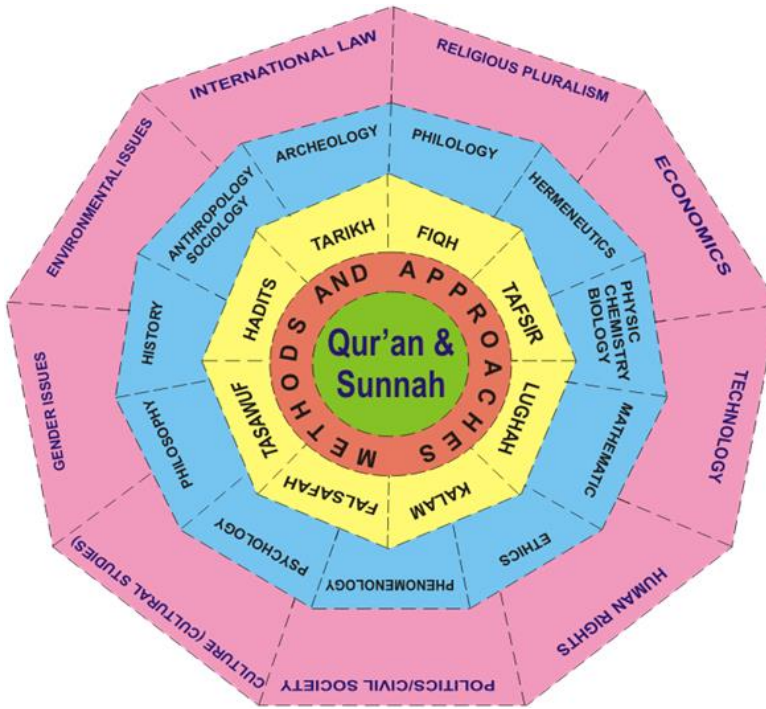 Qur'an &
Sunnah
METHODS AND APPROACHES
TARIKH
FIQH
TAFSIR
LUGHAH
KALAM
FALSAFAH
TASAWUF
HADITS
ARCHEOLOGY
PHILOLOGY
HERMENEUTICS
PHYSIC
CHEMISTRY
BIOLOGY
MATHEMATIC
ETHICS
PHENOMENOLOGY
PSYCHOLOGY
PHILOSOPHY
HISTORY
ANTHROPOLOGY
SOCIOLOGY
INTERNATIONAL LAW
RELIGIOUS PLURALISM
ECONOMICS
TECHNOLOGY
HUMAN RIGHTS
POLITICS/CIVIL SOCIETY
CULTURE (CULTURAL STUDIES)
GENDER ISSUES
ENVIRONMENTAL ISSUES